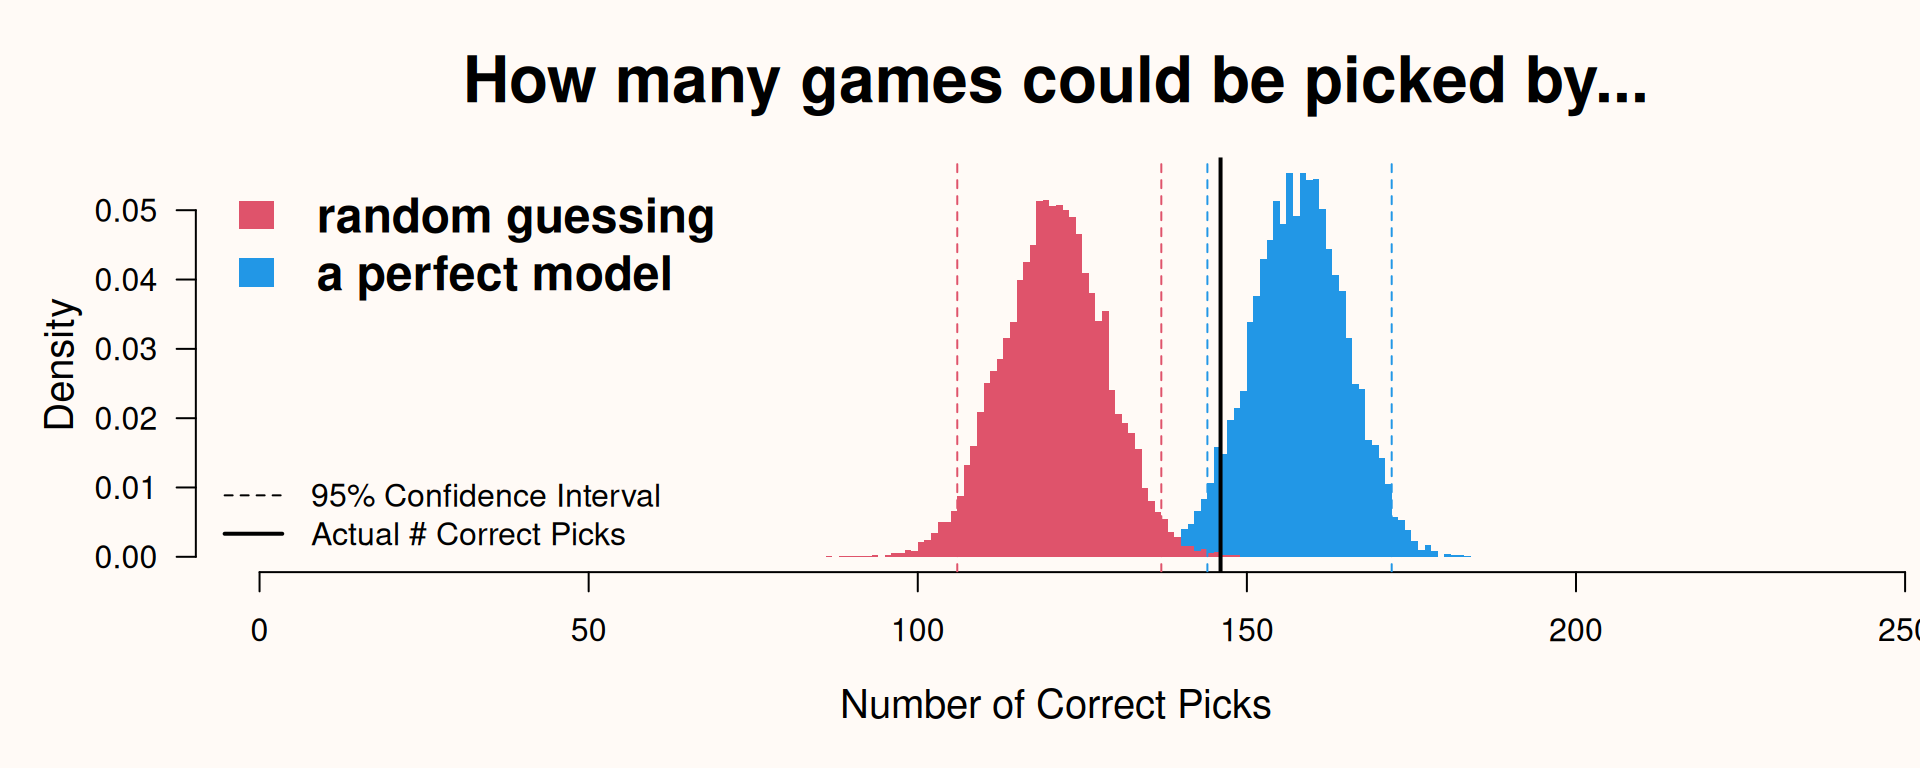 How many games could be picked by...
random guessing
a perfect model
0.05
0.04
0.03
0.02
0.01
0.00
Density
95% Confidence Interval
Actual # Correct Picks
0 50 100 150 200 250
Number of Correct Picks